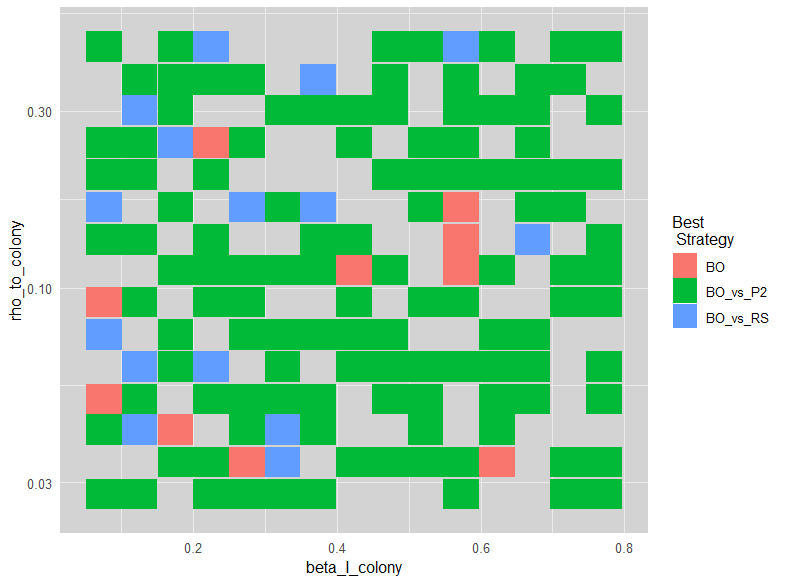 rho_to_colony
0.30
0.10
0.03
0.2
0.4
0.6
0.8
beta_I_colony
Best
Strategy
BO
BO_vs_P2
BO_vs_RS